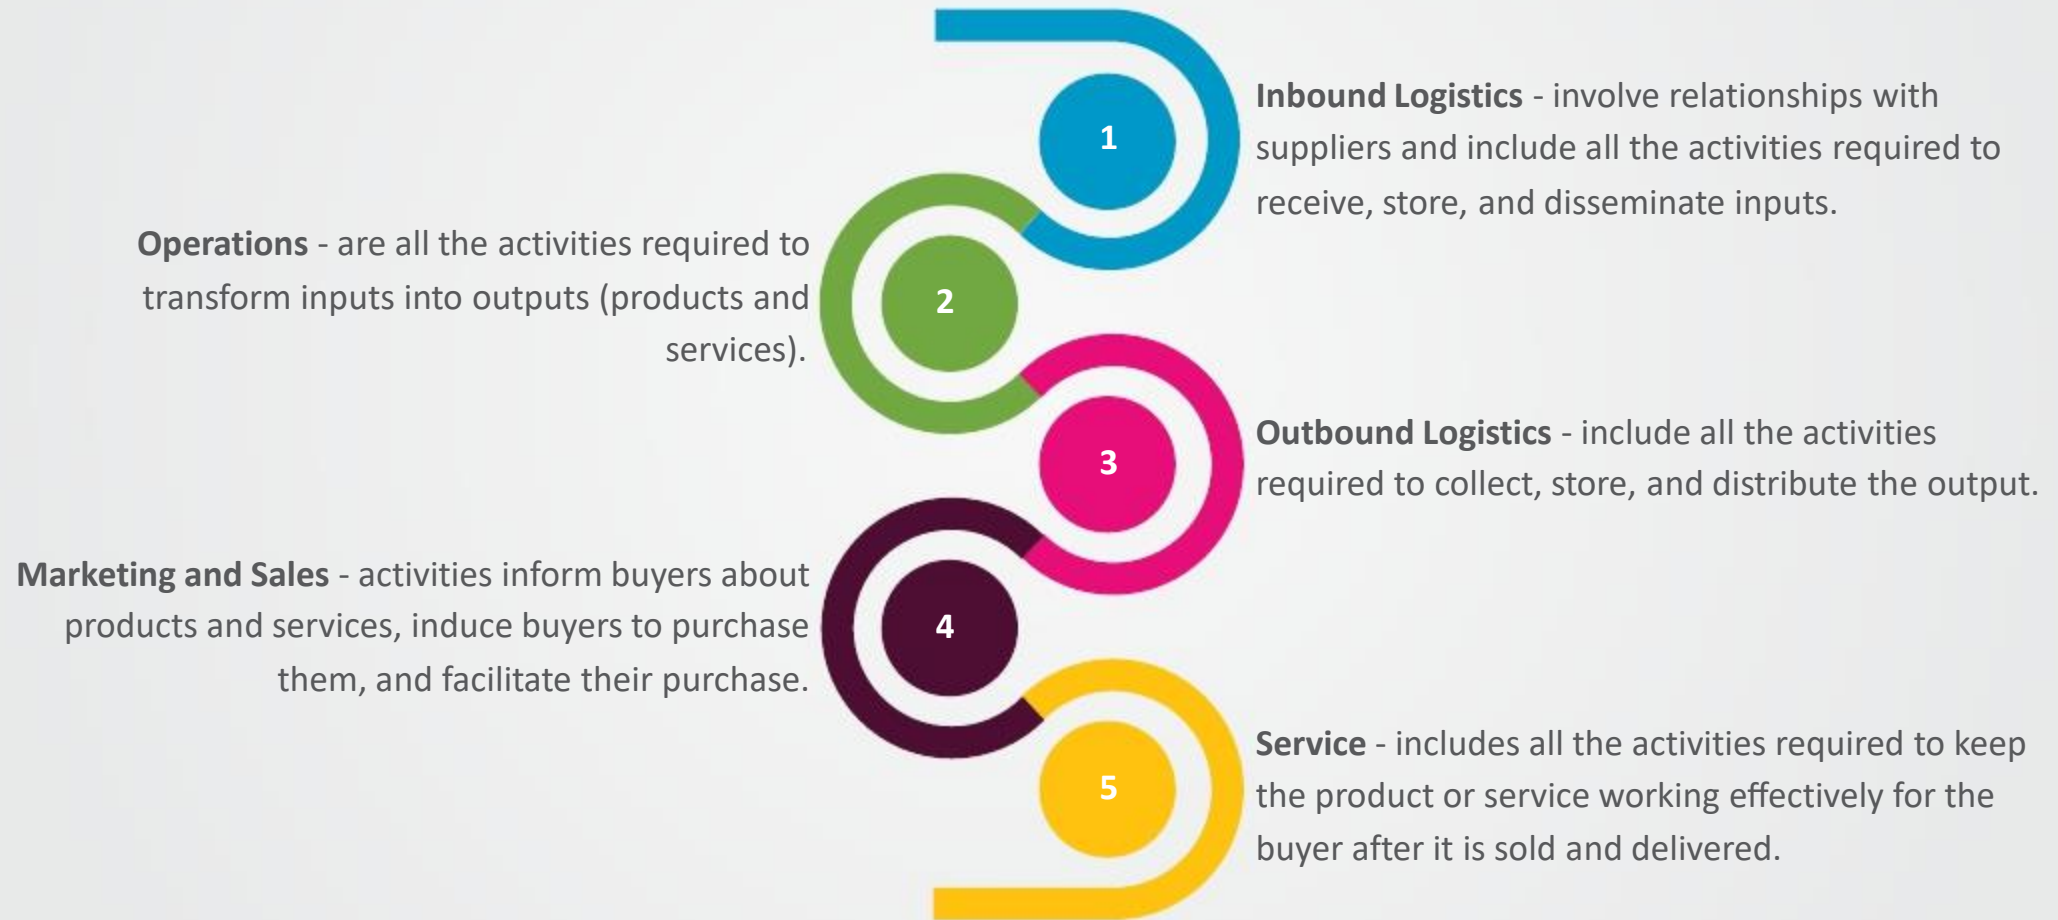 1
Inbound Logistics - involve relationships with
suppliers and include all the activities required to
receive, store, and disseminate inputs.
Operations - are all the activities required to
transform inputs into outputs (products and
services).
2
3
Outbound Logistics - include all the activities
required to collect, store, and distribute the output.
Marketing and Sales - activities inform buyers about
products and services, induce buyers to purchase
them, and facilitate their purchase.
4
5
Service - includes all the activities required to keep
the product or service working effectively for the
buyer after it is sold and delivered.